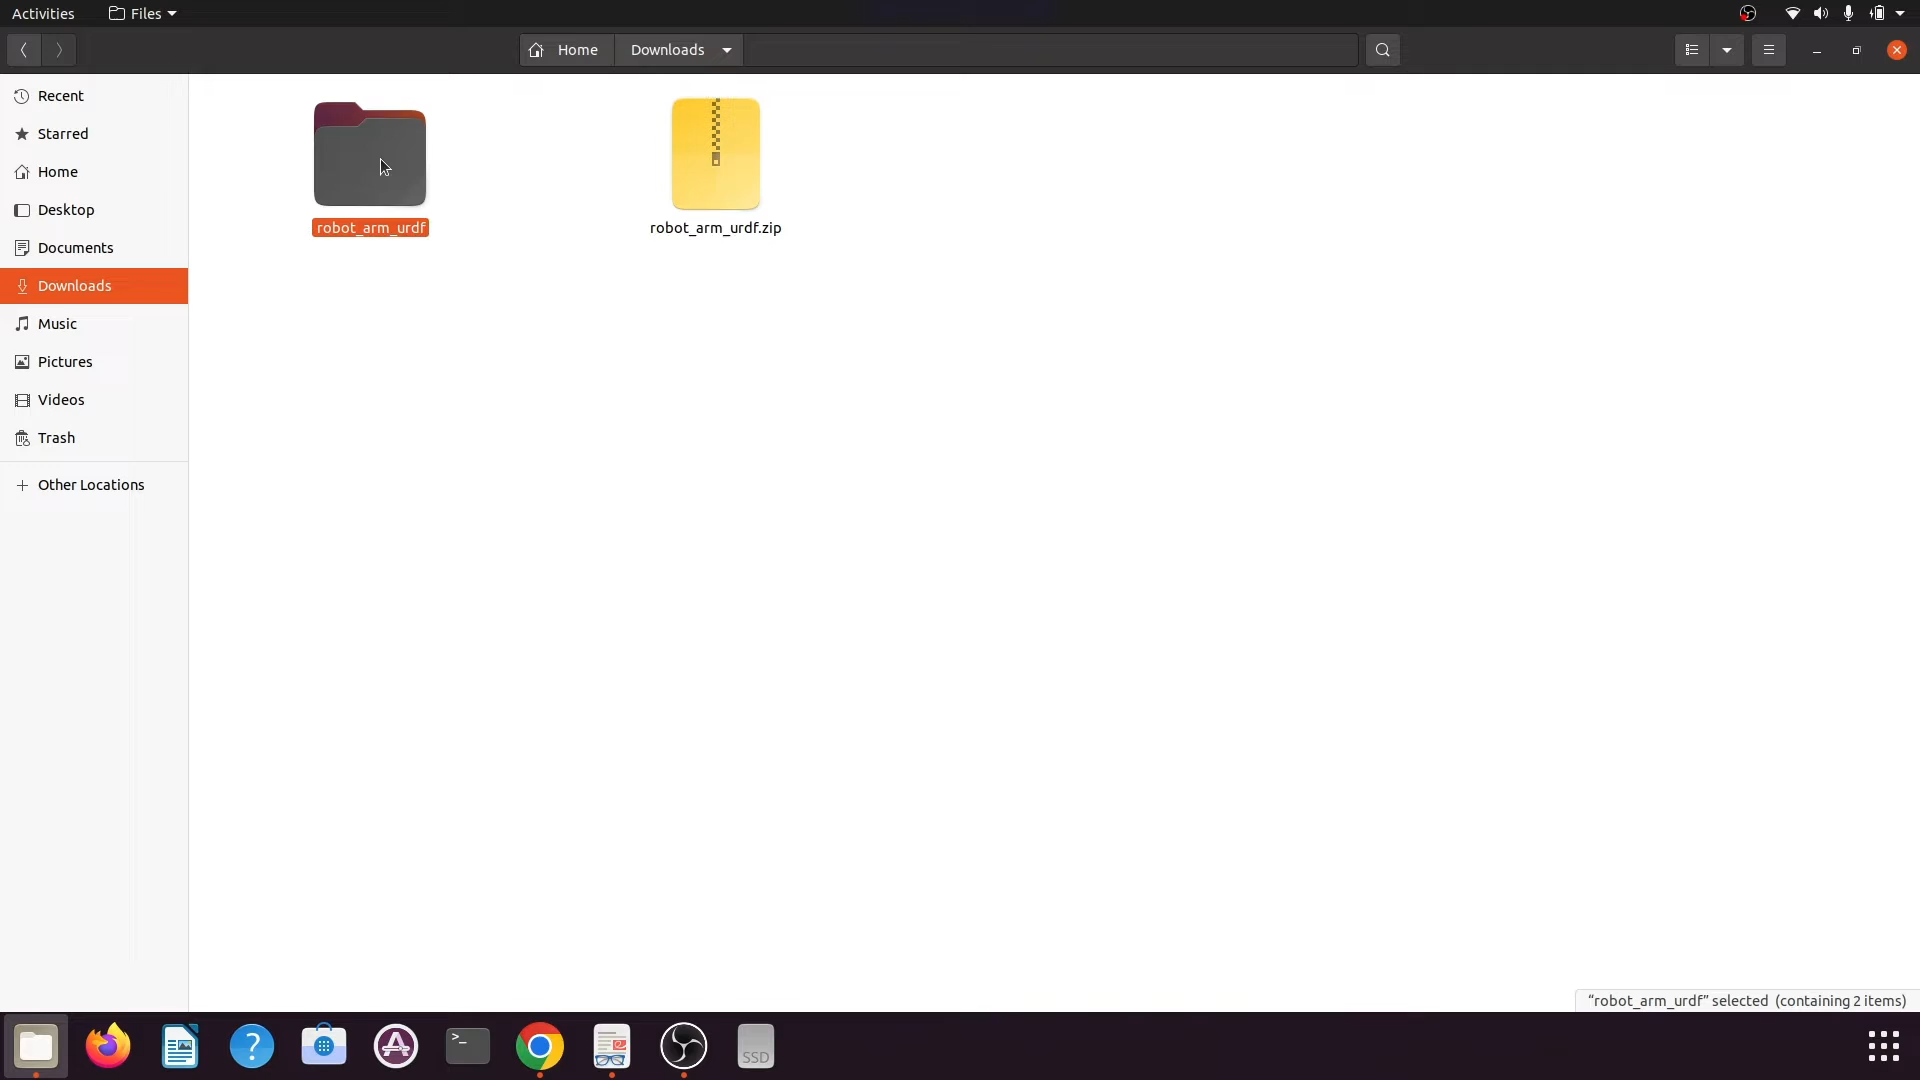 Activities
Files
Home
Downloads
Recent
Starred
Home
Desktop
Documents
Downloads
Music
Pictures
Videos
Trash
Other Locations
robot_arm_urdf
robot_arm_urdf.zip
“robot_arm_urdf” selected (containing 2 items)
SSD